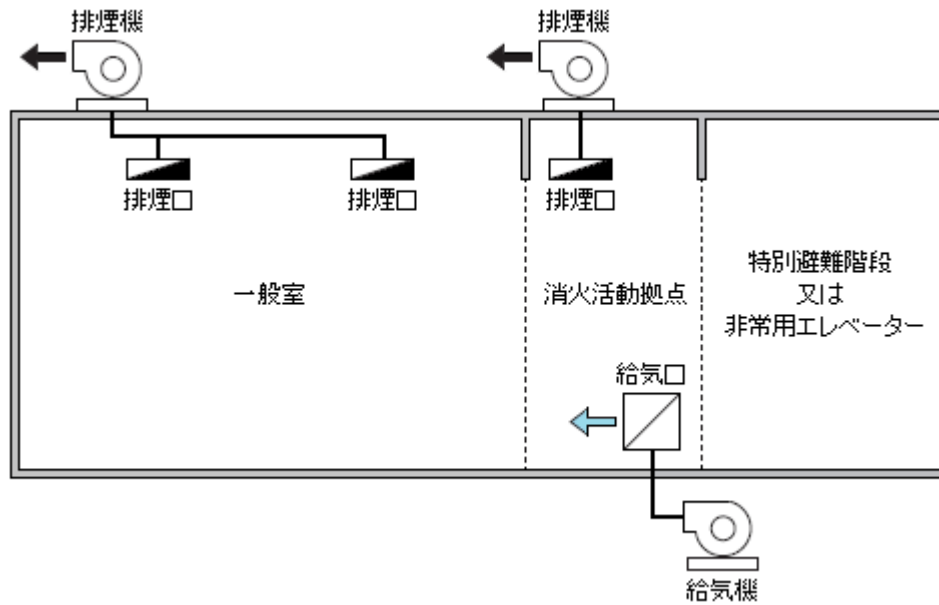 排煙機
排煙機
排煙口
排煙口
排煙口
一般室
消火活動拠点
特別避難階段
又は
非常用エレベーター
給気口
給気機